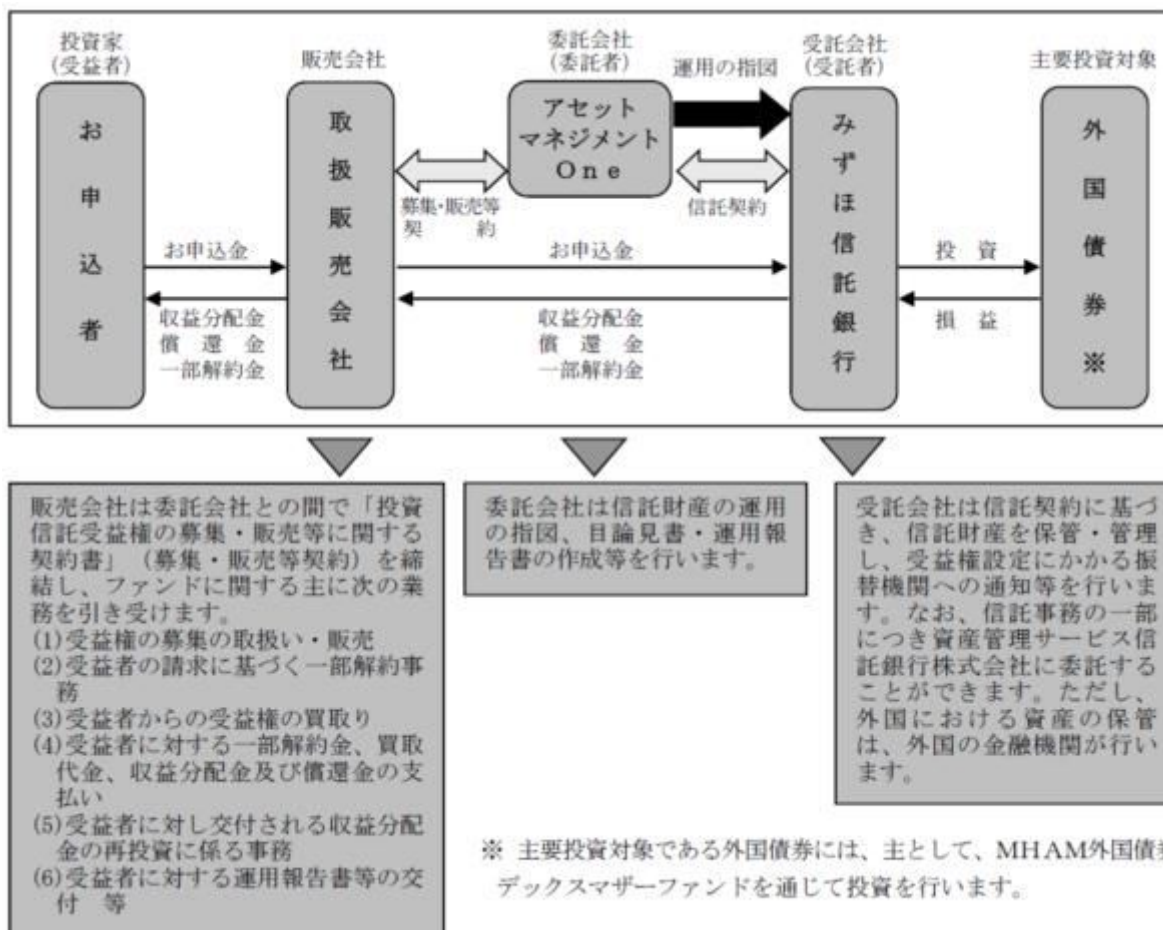 投資家
(受益者)
販売会社
委託会社
(委託者)
運用の指図
受託会社
(受託者)
主要投資対象
お申込者
取扱販売会社
アセット
マネジメント
One
みずほ信託銀行
外国債券※
募集・販売等
契　約
信託契約
お申込金
お申込金
投　資
収益分配金
償　還　金
一部解約金
収益分配金
償　還　金
一部解約金
損　益
販売会社は委託会社との間で「投資
信託受益権の募集・販売等に関する
契約書」（募集・販売等契約）を締
結し、ファンドに関する主に次の業
務を引き受けます。
(1)受益権の募集の取扱い・販売
(2)受益者の請求に基づく一部解約事
務
(3)受益者からの受益権の買取り
(4)受益者に対する一部解約金、買取
代金、収益分配金及び償還金の支
払い
(5)受益者に対し交付される収益分配
金の再投資に係る事務
(6)受益者に対する運用報告書等の交
付　等
委託会社は信託財産の運用
の指図、目論見書・運用報
告書の作成等を行います。
受託会社は信託契約に基づ
き、信託財産を保管・管理
し、受益権設定にかかる振
替機関への通知等を行いま
す。なお、信託事務の一部
につき資産管理サービス信
託銀行株式会社に委託する
ことができます。ただし、
外国における資産の保管
は、外国の金融機関が行い
ます。
※ 主要投資対象である外国債券には、主として、MHAM外国債券
デックスマザーファンドを通じて投資を行います。